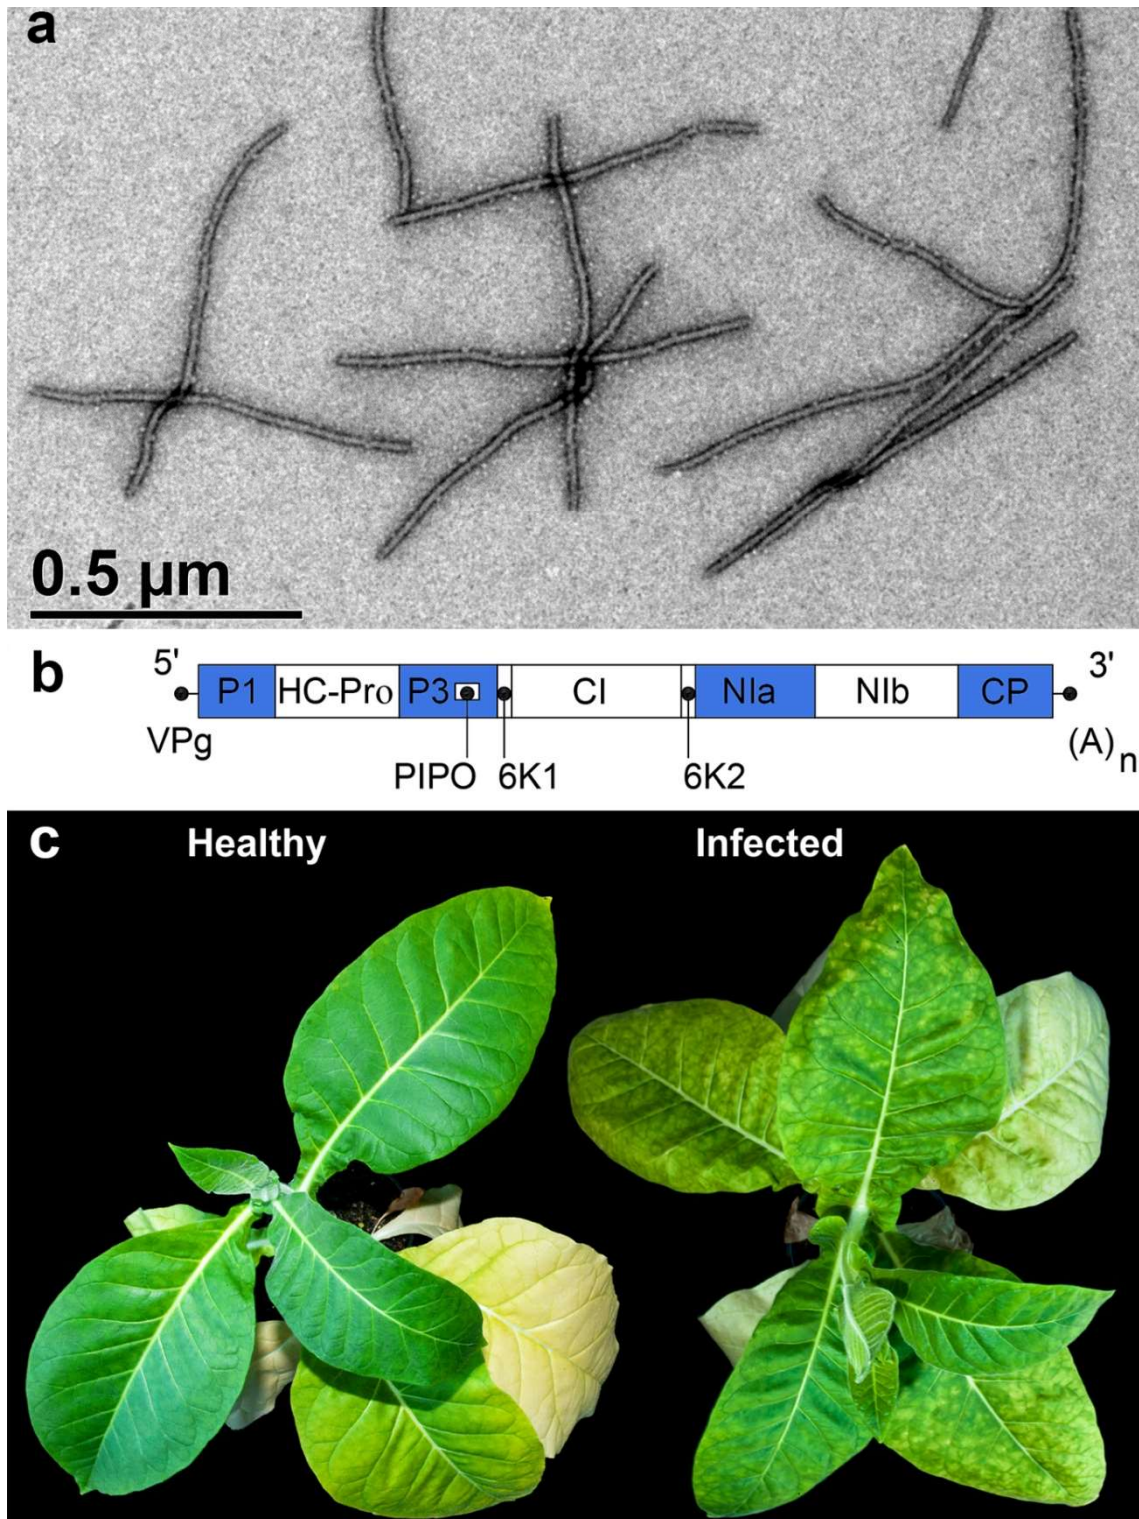 a
0.5 µm
b
5'
3'
P1 HC-Pro P3 CI NIa NIb CP
VPg
(A)n
PIPO 6K1 6K2
c
Healthy Infected